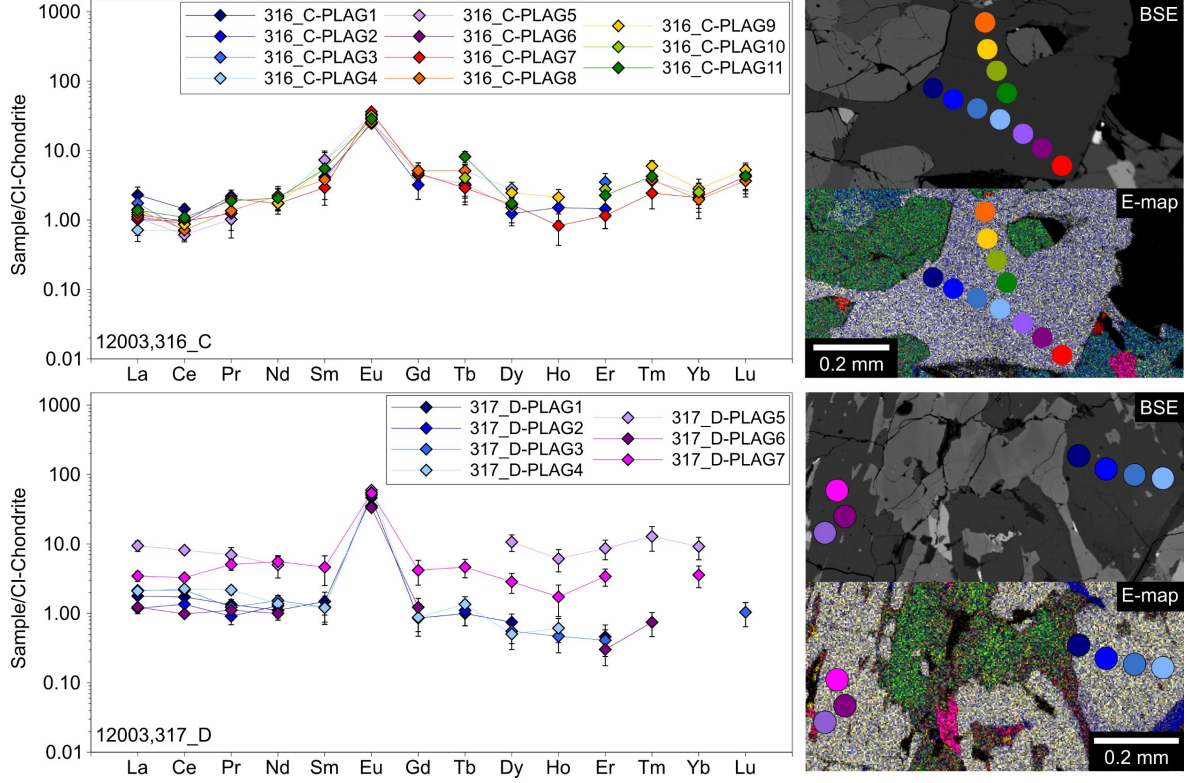 1000
100
10.0
1.00
0.10
0.01
Sample/CI-Chondrite
316_C-PLAG1
316_C-PLAG2
316_C-PLAG3
316_C-PLAG4
316_C-PLAG5
316_C-PLAG6
316_C-PLAG7
316_C-PLAG8
316_C-PLAG9
316_C-PLAG10
316_C-PLAG11
12003,316_C
La Ce Pr Nd Sm Eu Gd Tb Dy Ho Er Tm Yb Lu
BSE
E-map
0.2 mm
1000
100
10.0
1.00
0.10
0.01
Sample/CI-Chondrite
317_D-PLAG1
317_D-PLAG2
317_D-PLAG3
317_D-PLAG4
317_D-PLAG5
317_D-PLAG6
317_D-PLAG7
12003,317_D
La Ce Pr Nd Sm Eu Gd Tb Dy Ho Er Tm Yb Lu
BSE
E-map
0.2 mm